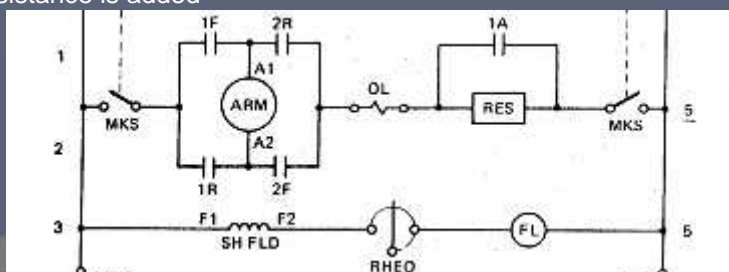 sistance is added
1F 2R 1A
1
A1
OL
ARM RES
MKS MKS 5
A2
2
1R 2F
3 F1 F2 FL 5
SH FLD
RHEO